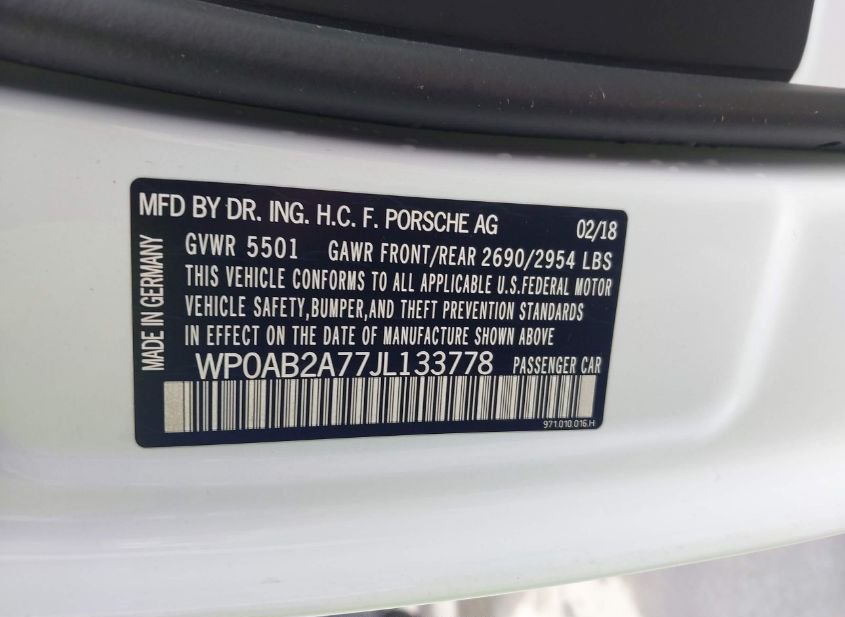 MFD BY DR. ING. H.C. F. PORSCHE AG 02/18
GVWR 5501 GAWR FRONT/REAR 2690/2954 LBS
THIS VEHICLE CONFORMS TO ALL APPLICABLE U.S.FEDERAL MOTOR
VEHICLE SAFETY,BUMPER,AND THEFT PREVENTION STANDARDS
IN EFFECT ON THE DATE OF MANUFACTURE SHOWN ABOVE
WP0AB2A77JL133778 PASSENGER CAR
971.010.016.H
MADE IN GERMANY